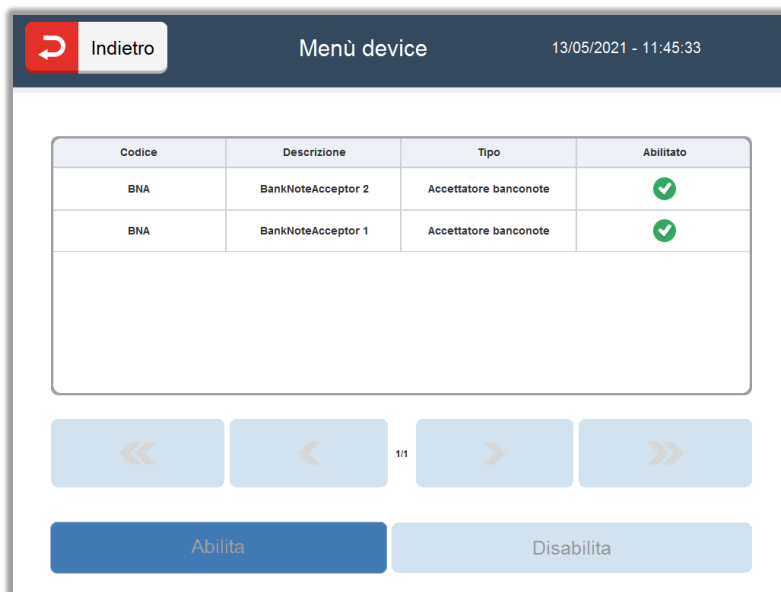 Indietro
Menù device
13/05/2021 - 11:45:33
Codice Descrizione Tipo Abilitato
BNA BankNoteAcceptor 2 Accettatore banconote
BNA BankNoteAcceptor 1 Accettatore banconote
1/1
Abilita
Disabilita